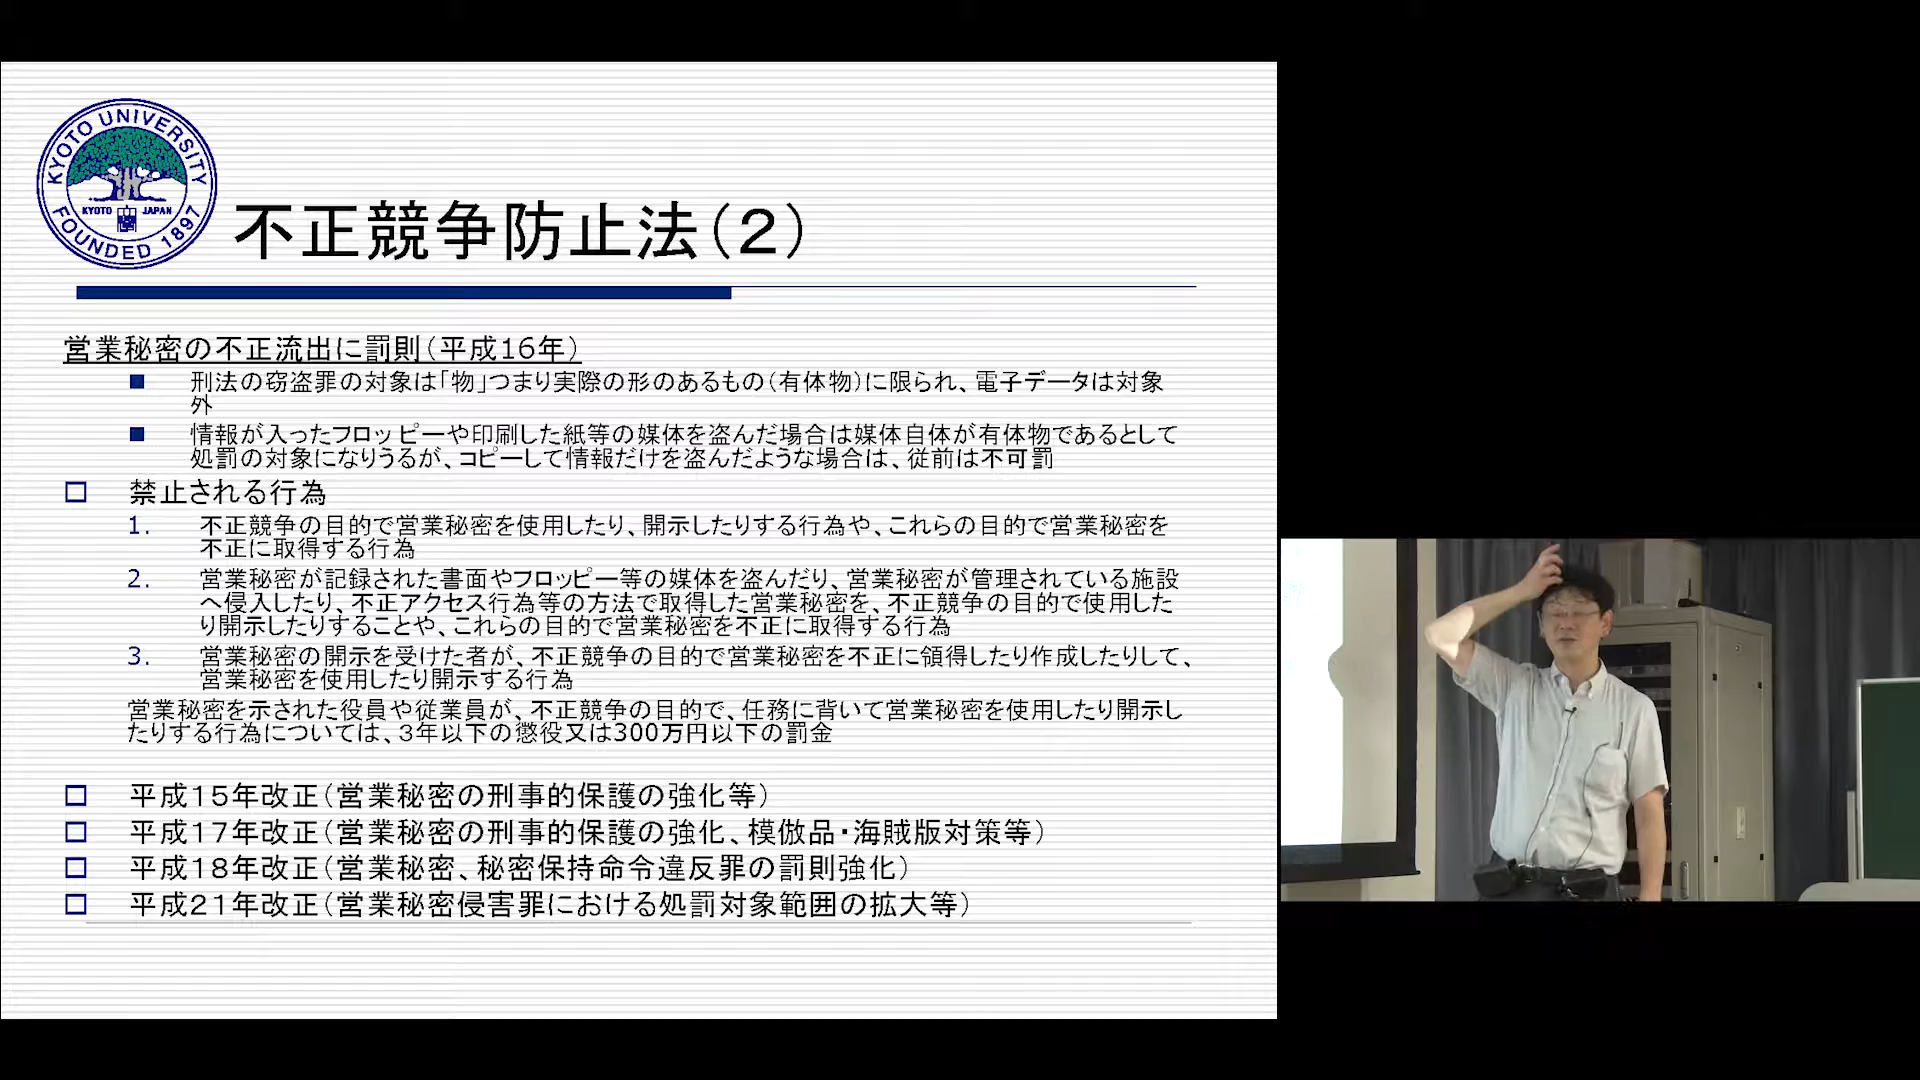 KYOTO UNIVERSITY
KYOTO JAPAN
FOUNDED 1897
不正競争防止法(2)
営業秘密の不正流出に罰則(平成16年)
刑法の窃盗罪の対象は「物」つまり実際の形のあるもの(有体物)に限られ、電子データは対象
外
情報が入ったフロッピーや印刷した紙等の媒体を盗んだ場合は媒体自体が有体物であるとして
処罰の対象になりうるが、コピーして情報だけを盗んだような場合は、従前は不可罰
□ 禁止される行為
1. 不正競争の目的で営業秘密を使用したり、開示したりする行為や、これらの目的で営業秘密を
不正に取得する行為
2. 営業秘密が記録された書面やフロッピー等の媒体を盗んだり、営業秘密が管理されている施設
へ侵入したり、不正アクセス行為等の方法で取得した営業秘密を、不正競争の目的で使用した
り開示したりすることや、これらの目的で営業秘密を不正に取得する行為
3. 営業秘密の開示を受けた者が、不正競争の目的で営業秘密を不正に領得したり作成したりして、
営業秘密を使用したり開示する行為
営業秘密を示された役員や従業員が、不正競争の目的で、任務に背いて営業秘密を使用したり開示し
たりする行為については、3年以下の懲役又は300万円以下の罰金
□ 平成15年改正(営業秘密の刑事的保護の強化等)
□ 平成17年改正(営業秘密の刑事的保護の強化、模倣品・海賊版対策等)
□ 平成18年改正(営業秘密、秘密保持命令違反罪の罰則強化)
□ 平成21年改正(営業秘密侵害罪における処罰対象範囲の拡大等)